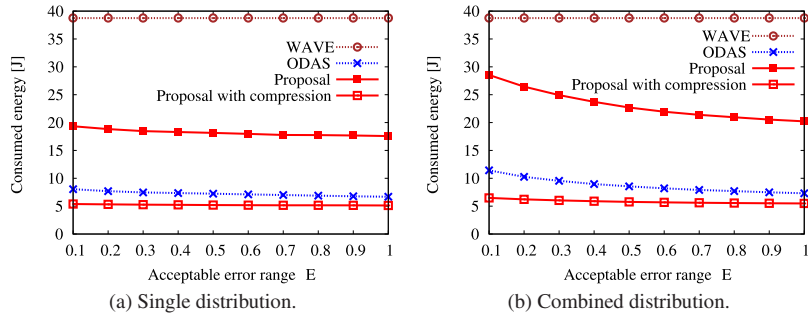 40
35
30
25
20
15
10
5
0
Consumed energy [J]
WAVE
ODAS
Proposal
Proposal with compression
0.1 0.2 0.3 0.4 0.5 0.6 0.7 0.8 0.9 1
Acceptable error range E
(a) Single distribution.
40
35
30
25
20
15
10
5
0
Consumed energy [J]
WAVE
ODAS
Proposal
Proposal with compression
0.1 0.2 0.3 0.4 0.5 0.6 0.7 0.8 0.9 1
Acceptable error range E
(b) Combined distribution.